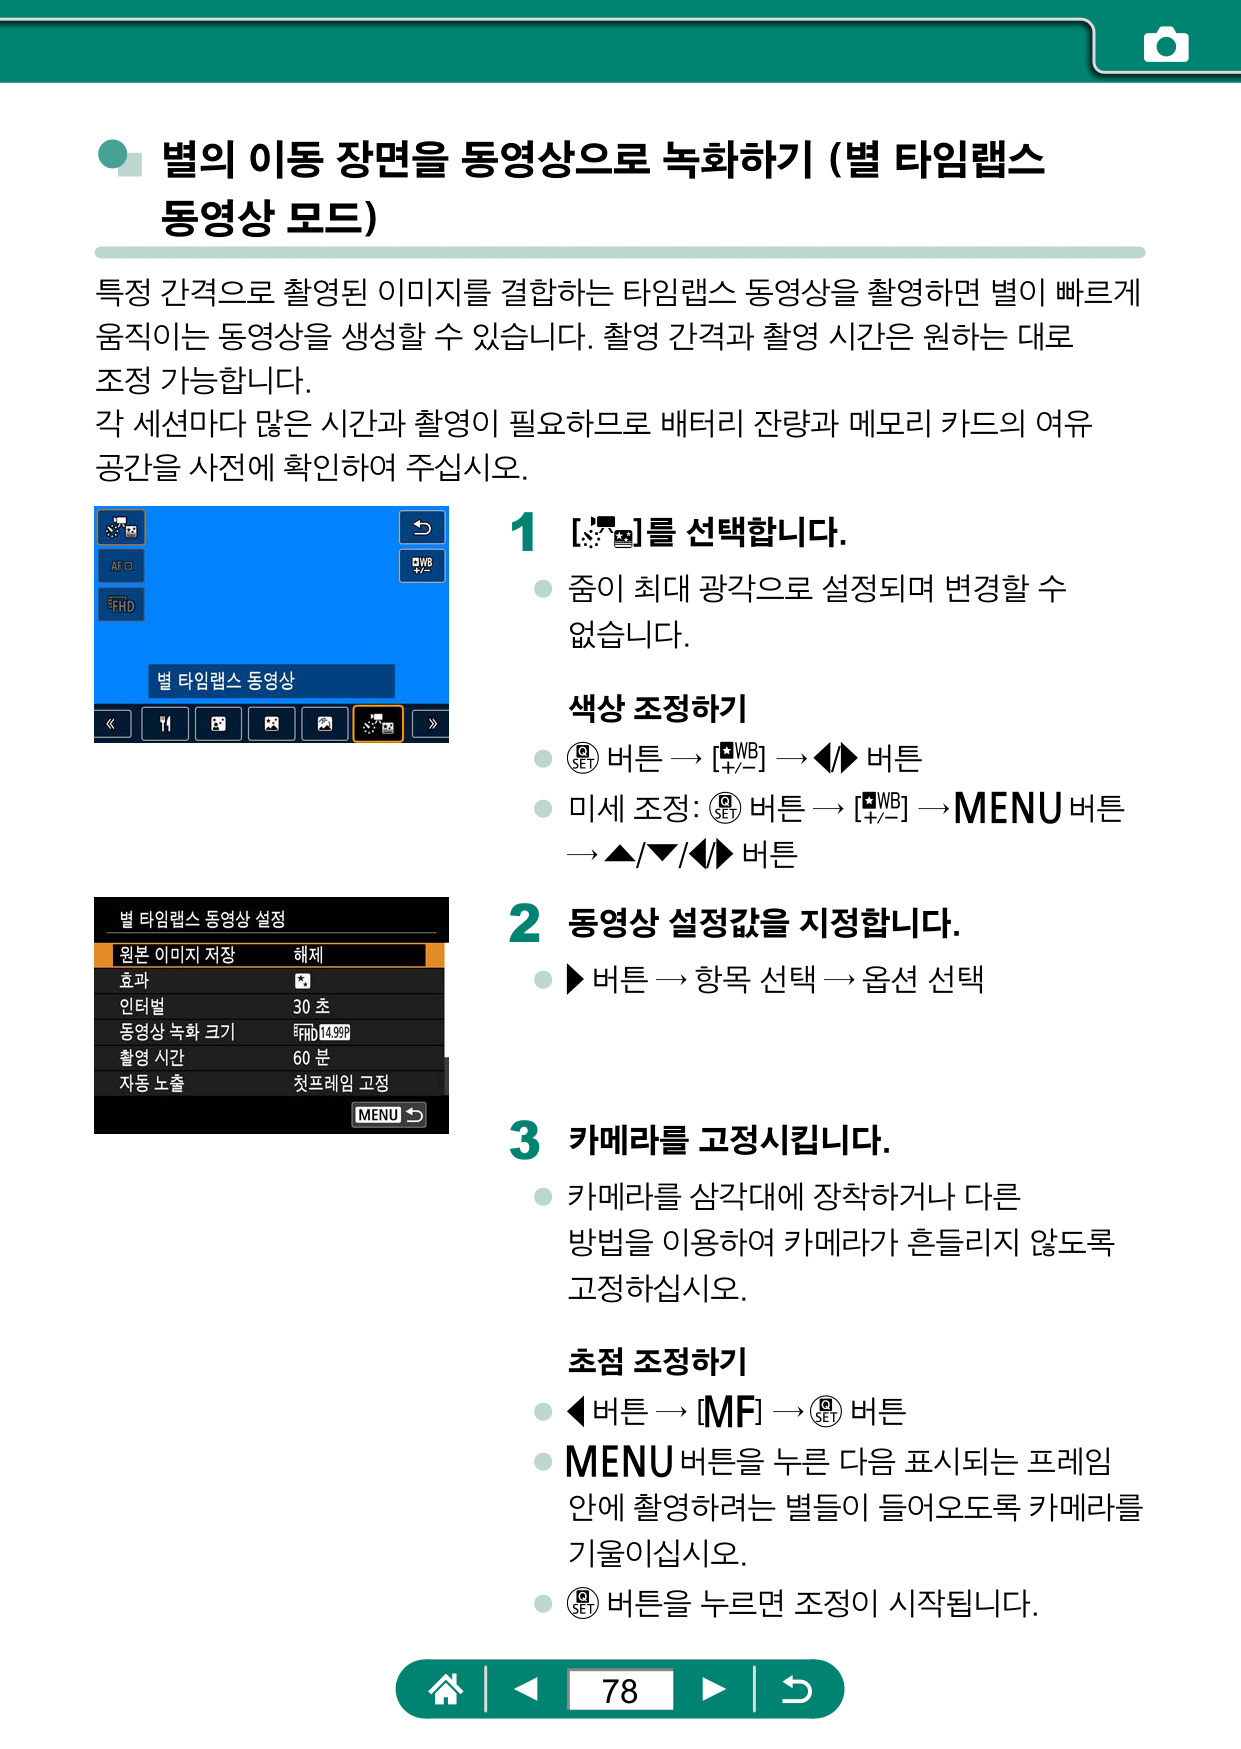 별의 이동 장면을 동영상으로 녹화하기 (별 타임랩스
동영상 모드)
특정 간격으로 촬영된 이미지를 결합하는 타임랩스 동영상을 촬영하면 별이 빠르게
움직이는 동영상을 생성할 수 있습니다. 촬영 간격과 촬영 시간은 원하는 대로
조정 가능합니다.
각 세션마다 많은 시간과 촬영이 필요하므로 배터리 잔량과 메모리 카드의 여유
공간을 사전에 확인하여 주십시오.
AF
WB
+/−
FHD
별 타임랩스 동영상
1 []를 선택합니다.
줌이 최대 광각으로 설정되며 변경할 수
없습니다.
색상 조정하기
Q SET 버튼 → [WB +/−] → ◀/▶ 버튼
미세 조정: Q SET 버튼 → [WB +/−] → MENU 버튼
→ ▲/▼/◀/▶ 버튼
별 타임랩스 동영상 설정
원본 이미지 저장 해제
효과
인터벌 30 초
동영상 녹화 크기 FHD 14.99P
촬영 시간 60 분
자동 노출 첫프레임 고정
MENU
2 동영상 설정값을 지정합니다.
▶ 버튼 → 항목 선택 → 옵션 선택
3 카메라를 고정시킵니다.
카메라를 삼각대에 장착하거나 다른
방법을 이용하여 카메라가 흔들리지 않도록
고정하십시오.
초점 조정하기
◀ 버튼 → [MF] → Q SET 버튼
MENU 버튼을 누른 다음 표시되는 프레임
안에 촬영하려는 별들이 들어오도록 카메라를
기울이십시오.
Q SET 버튼을 누르면 조정이 시작됩니다.
78